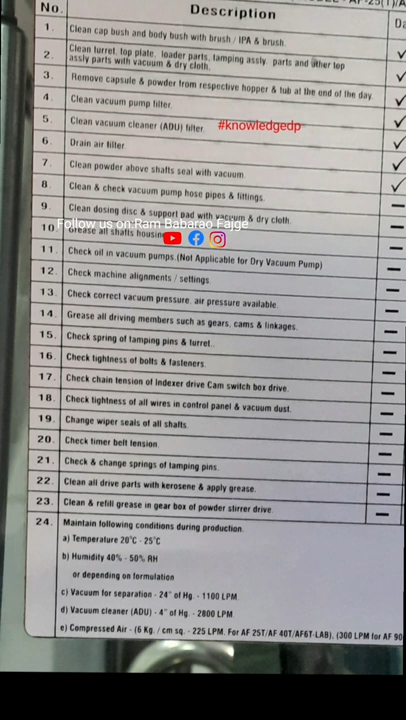 No. Description Da
1. Clean cap bush and body bush with brush / IPA & brush. ✓
2. Clean turret, top plate, loader parts, tamping assly. parts and other top
assly parts with vacuum & dry cloth. ✓
3. Remove capsule & powder from respective hopper & tub at the end of the day. ✓
4. Clean vacuum pump filter. ✓
5. Clean vacuum cleaner (ADU) filter. #knowledgedp ✓
6. Drain air filter ✓
7. Clean powder above shafts seal with vacuum ✓
8. Clean & check vacuum pump hose pipes & fittings. –
9. Clean dosing disc & support pad with vacuum & dry cloth. –
Follow us on:Ram Babarao Fajge
10. Grease all shafts housing –
11. Check oil in vacuum pumps.(Not Applicable for Dry Vacuum Pump) –
12. Check machine alignments / settings. –
13. Check correct vacuum pressure, air pressure available. –
14. Grease all driving members such as gears, cams & linkages. –
15. Check spring of tamping pins & turret. –
16. Check tightness of bolts & fasteners. –
17. Check chain tension of Indexer drive Cam switch box drive. –
18. Check tightness of all wires in control panel & vacuum dust. –
19. Change wiper seals of all shafts. –
20. Check timer belt tension. –
21. Check & change springs of tamping pins. –
22. Clean all drive parts with kerosene & apply grease. –
23. Clean & refill grease in gear box of powder stirrer drive. –
24. Maintain following conditions during production.
a) Temperature 20°C - 25°C
b) Humidity 40% - 50% RH
or depending on formulation
c) Vacuum for separation - 24" of Hg. - 1100 LPM.
d) Vacuum cleaner (ADU) - 4" of Hg. - 2800 LPM
e) Compressed Air - (6 Kg. / cm sq. - 225 LPM. For AF 25T/AF 40T/AF6T-LAB), (300 LPM for AF 90